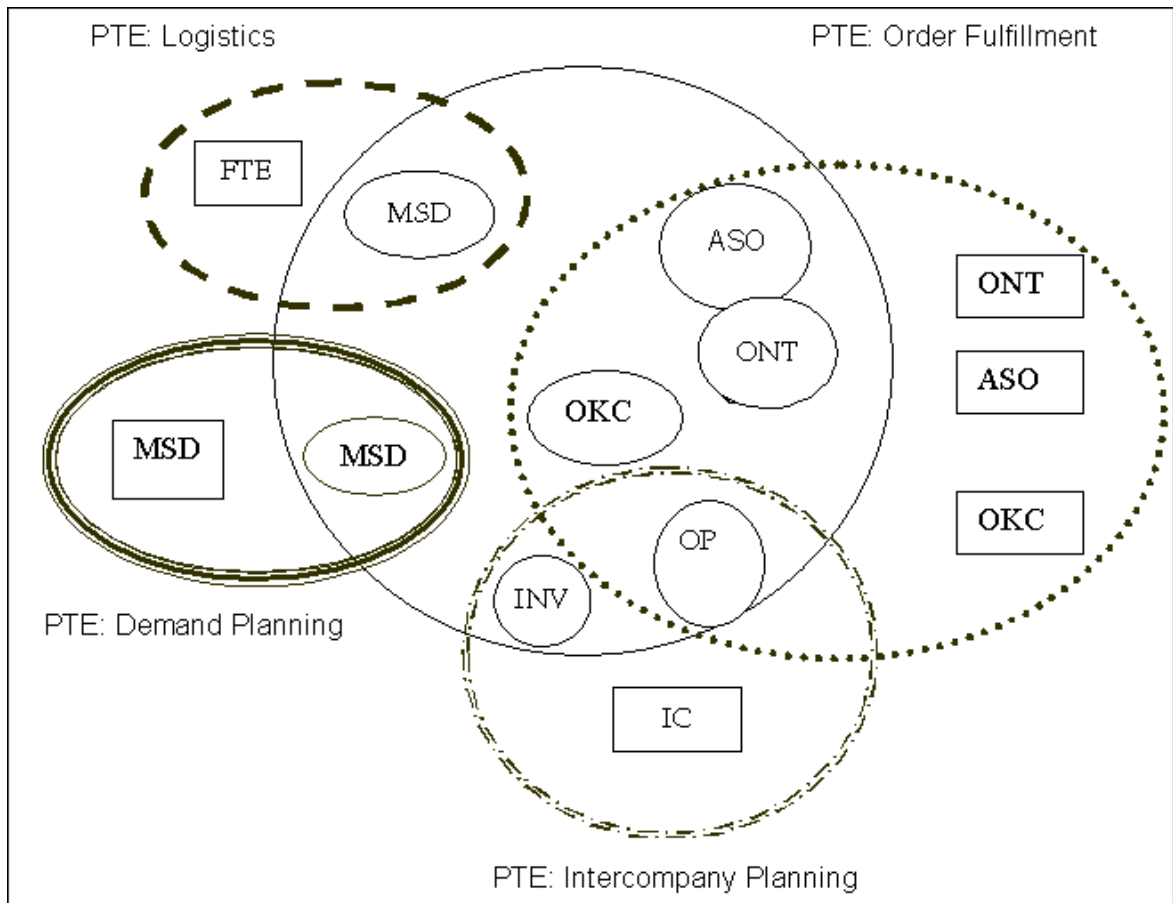 PTE: Logistics
PTE: Order Fulfillment
FTE
MSD
ASO
ONT
ONT
ASO
OKC
MSD
MSD
OKC
OP
INV
PTE: Demand Planning
IC
PTE: Intercompany Planning